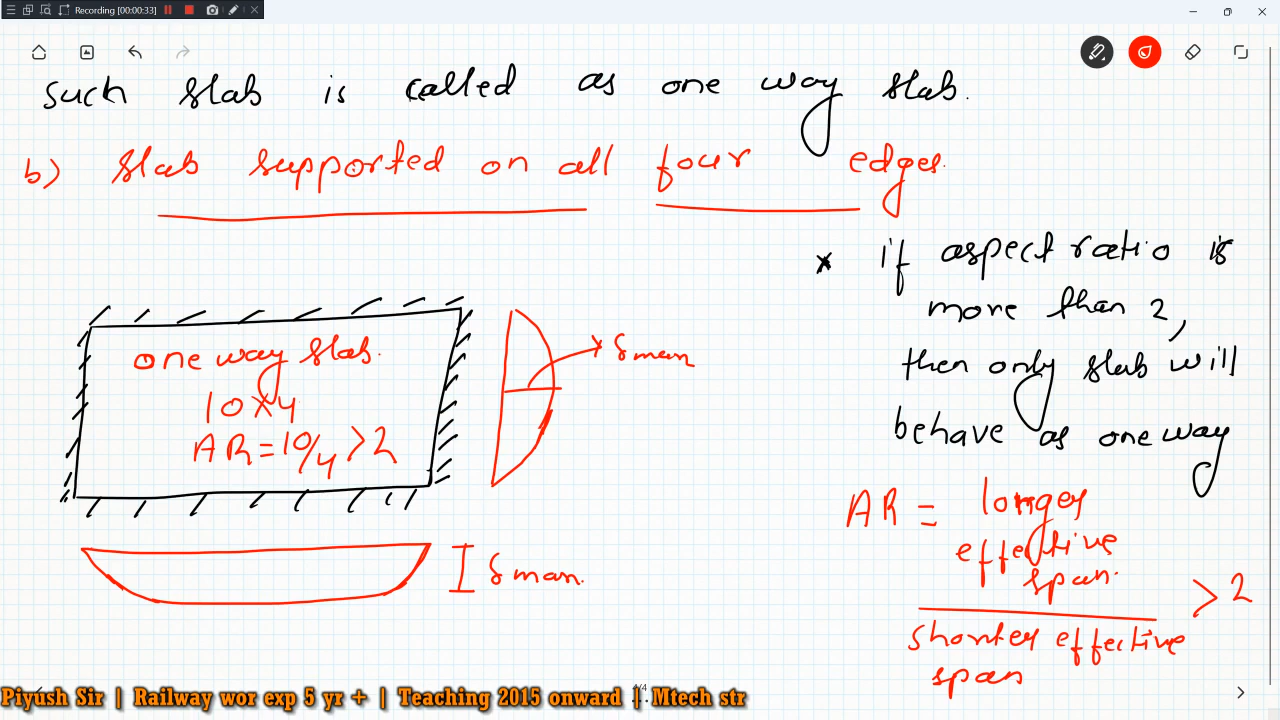 Recording [00:00:33]
such slab is called as one way slab.
b) slab supported on all four edges.
* if aspect ratio is
more than 2,
then only slab will
behave as one way
one way slab.
10 x 4
AR = 10/4 > 2
δ man
δ man.
AR = longer
effective
span. > 2
shorter effective
span
Piyush Sir | Railway wor exp 5 yr + | Teaching 2015 onward | Mtech str